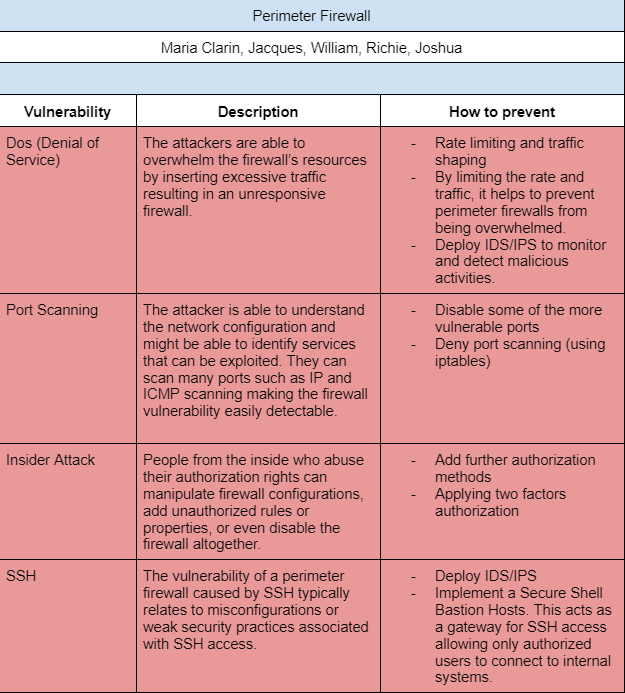 Perimeter Firewall
Maria Clarin, Jacques, William, Richie, Joshua
Vulnerability
Description
How to prevent
Dos (Denial of
Service)
The attackers are able to
overwhelm the firewall's resources
by inserting excessive traffic
resulting in an unresponsive
firewall.
- Rate limiting and traffic
shaping
- By limiting the rate and
traffic, it helps to prevent
perimeter firewalls from
being overwhelmed.
- Deploy IDS/IPS to monitor
and detect malicious
activities.
Port Scanning
The attacker is able to understand
the network configuration and
might be able to identify services
that can be exploited. They can
scan many ports such as IP and
ICMP scanning making the firewall
vulnerability easily detectable.
- Disable some of the more
vulnerable ports
- Deny port scanning (using
iptables)
Insider Attack
People from the inside who abuse
their authorization rights can
manipulate firewall configurations,
add unauthorized rules or
properties, or even disable the
firewall altogether.
- Add further authorization
methods
- Applying two factors
authorization
SSH
The vulnerability of a perimeter
firewall caused by SSH typically
relates to misconfigurations or
weak security practices associated
with SSH access.
- Deploy IDS/IPS
- Implement a Secure Shell
Bastion Hosts. This acts as
a gateway for SSH access
allowing only authorized
users to connect to internal
systems.